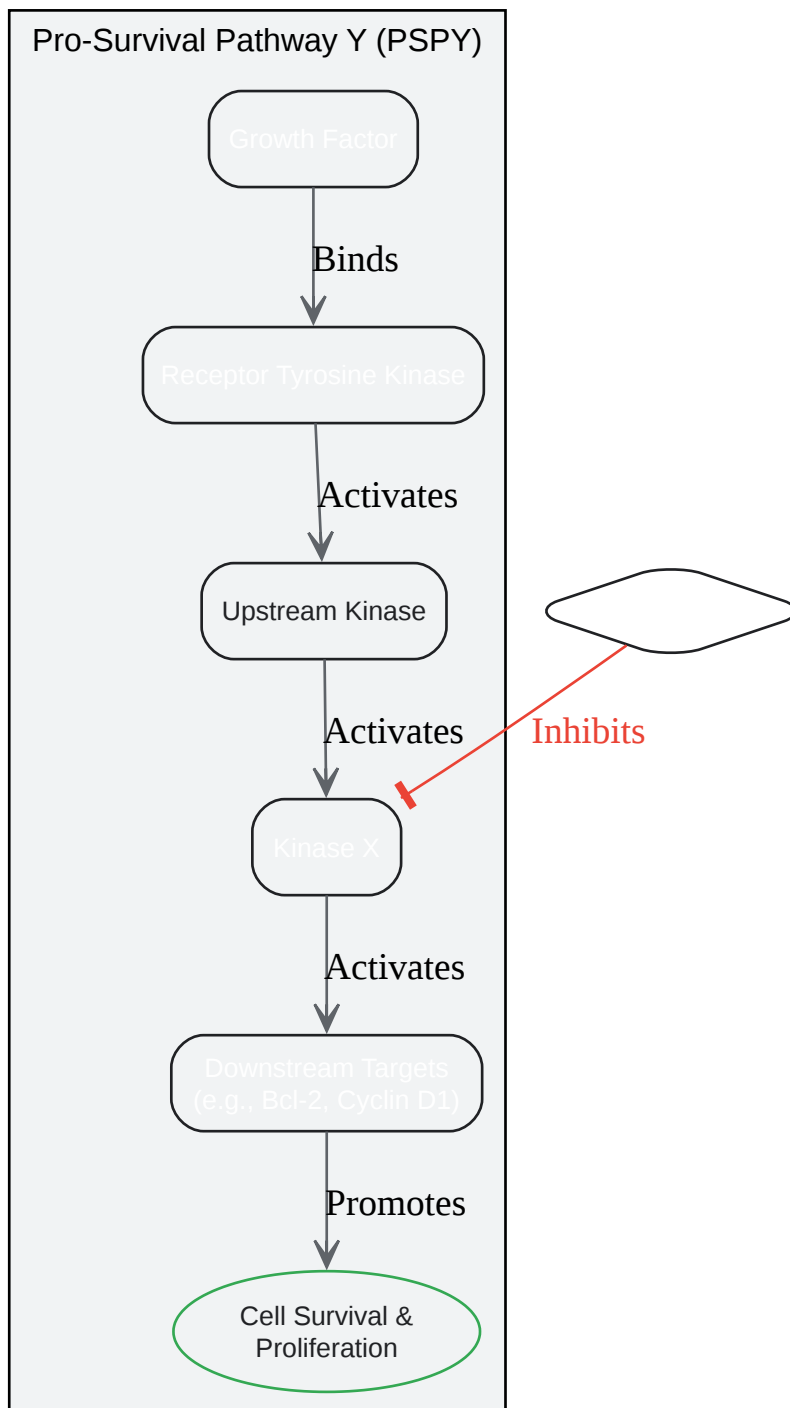 Pro-Survival Pathway Y (PSPY)
Growth Factor
Binds
Receptor Tyrosine Kinase
Activates
Upstream Kinase
Activates
Inhibits
Kinase X
Activates
Downstream Targets
(e.g., Bcl-2, Cyclin D1)
Promotes
Cell Survival &
Proliferation